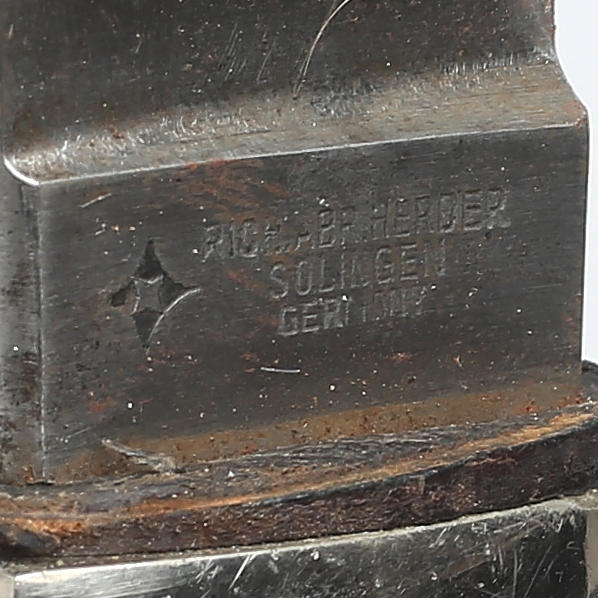 RICH. ABR. HERDER
SOLINGEN
GERMANY